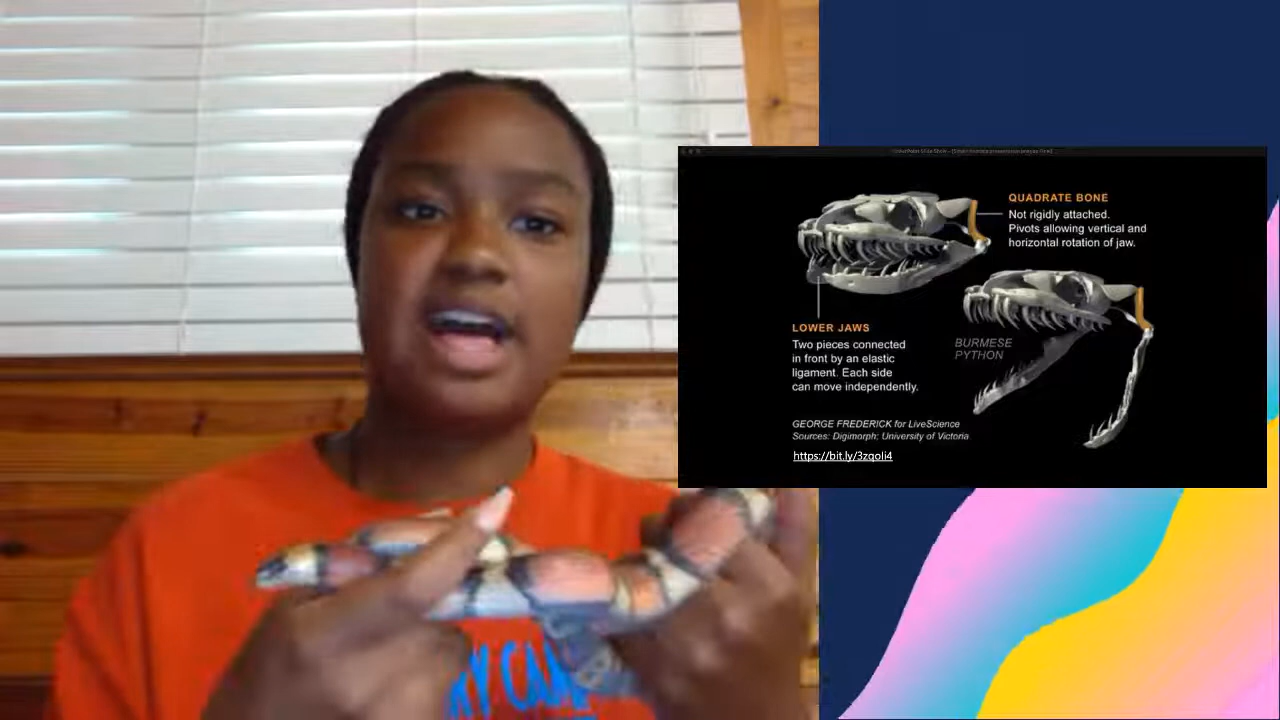 QUADRATE BONE
Not rigidly attached.
Pivots allowing vertical and
horizontal rotation of jaw.
LOWER JAWS
Two pieces connected
in front by an elastic
ligament. Each side
can move independently.
BURMESE
PYTHON
GEORGE FREDERICK for LiveScience
Sources: Digimorph; University of Victoria
https://bit.ly/3zqoli4